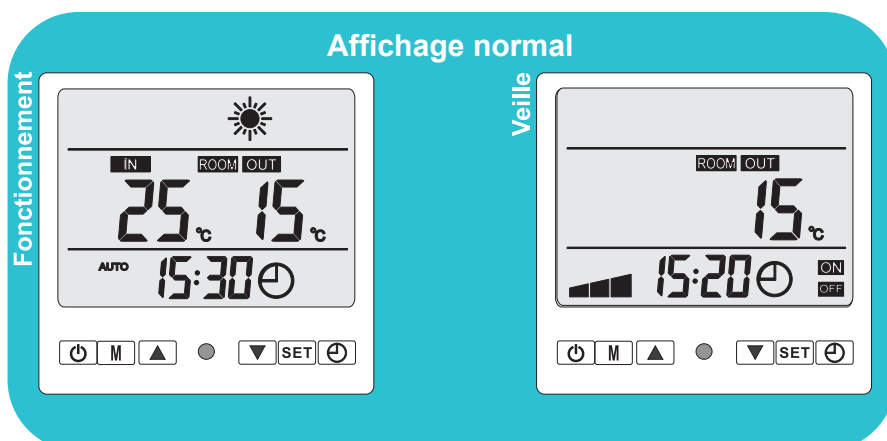 Affichage normal
Fonctionnement
IN ROOM OUT
25 °C 15 °C
AUTO 15:30
M SET
Veille
ROOM OUT
15 °C
15:20 ON
OFF
M SET